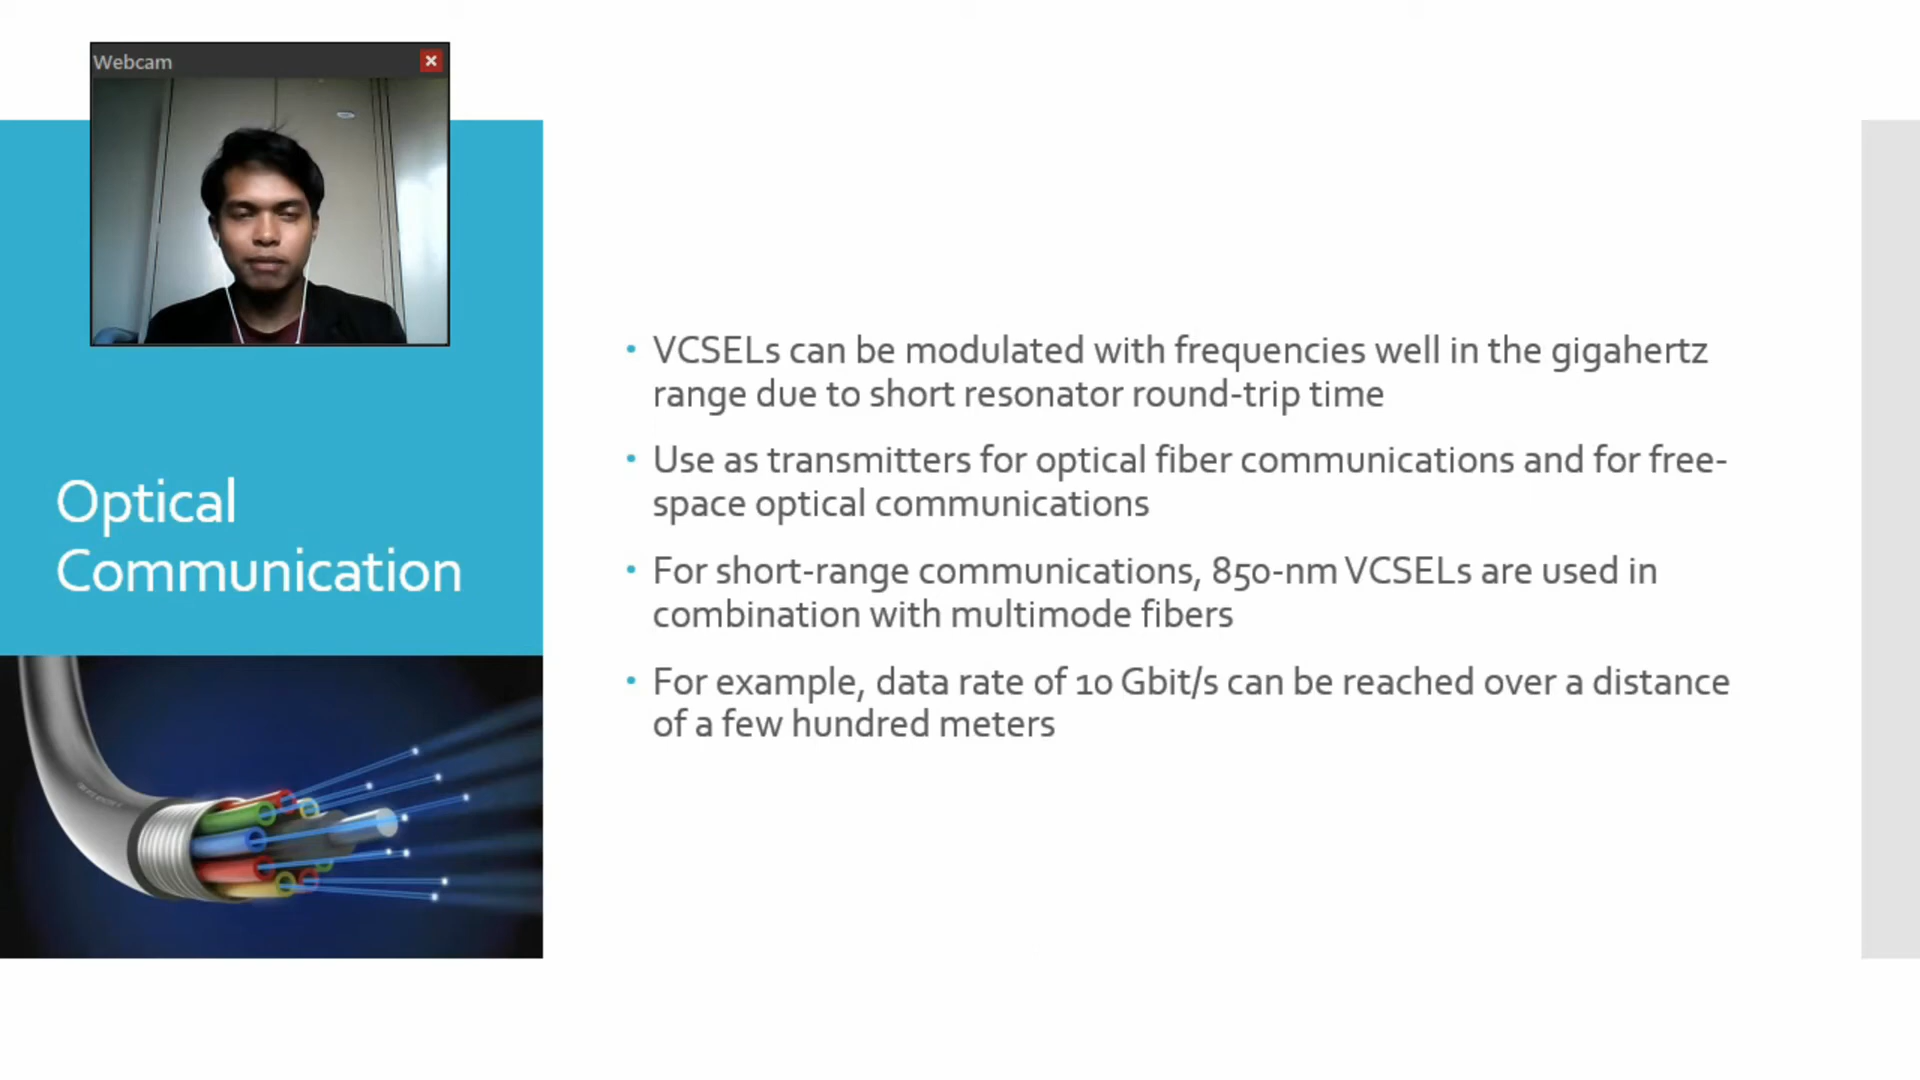 Webcam
Optical
Communication
• VCSELs can be modulated with frequencies well in the gigahertz
range due to short resonator round-trip time
• Use as transmitters for optical fiber communications and for free-
space optical communications
• For short-range communications, 850-nm VCSELs are used in
combination with multimode fibers
• For example, data rate of 10 Gbit/s can be reached over a distance
of a few hundred meters